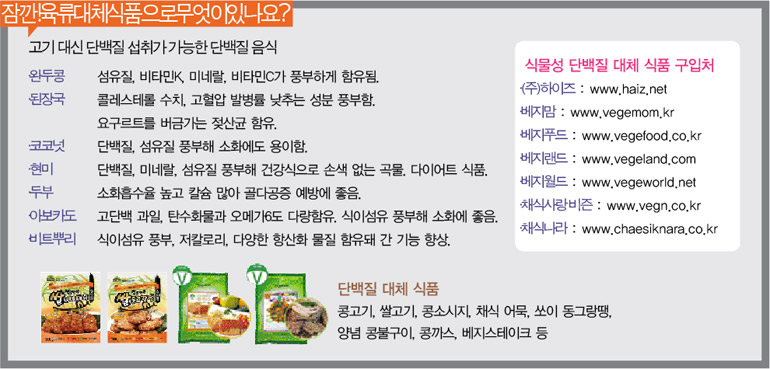 잠깐!육류대체식품으로무엇이있나요?
고기 대신 단백질 섭취가 가능한 단백질 음식
·완두콩 섬유질, 비타민K, 미네랄, 비타민C가 풍부하게 함유됨.
·된장국 콜레스테롤 수치, 고혈압 발병률 낮추는 성분 풍부함.
요구르트를 버금가는 젖산균 함유.
·코코넛 단백질, 섬유질 풍부해 소화에도 용이함.
·현미 단백질, 미네랄, 섬유질 풍부해 건강식으로 손색 없는 곡물. 다이어트 식품.
·두부 소화흡수율 높고 칼슘 많아 골다공증 예방에 좋음.
·아보카도 고단백 과일, 탄수화물과 오메가6도 다량함유. 식이섬유 풍부해 소화에 좋음.
·비트뿌리 식이섬유 풍부, 저칼로리, 다양한 항산화 물질 함유돼 간 기능 향상.
식물성 단백질 대체 식품 구입처
·(주)하이즈 : www.haiz.net
·베지맘 : www.vegemom.kr
·베지푸드 : www.vegefood.co.kr
·베지랜드 : www.vegeland.com
·베지월드 : www.vegeworld.net
·채식사랑 비즌 : www.vegn.co.kr
·채식나라 : www.chaesiknara.co.kr
단백질 대체 식품
콩고기, 쌀고기, 콩소시지, 채식 어묵, 쏘이 동그랑땡,
양념 콩불구이, 콩까스, 베지스테이크 등